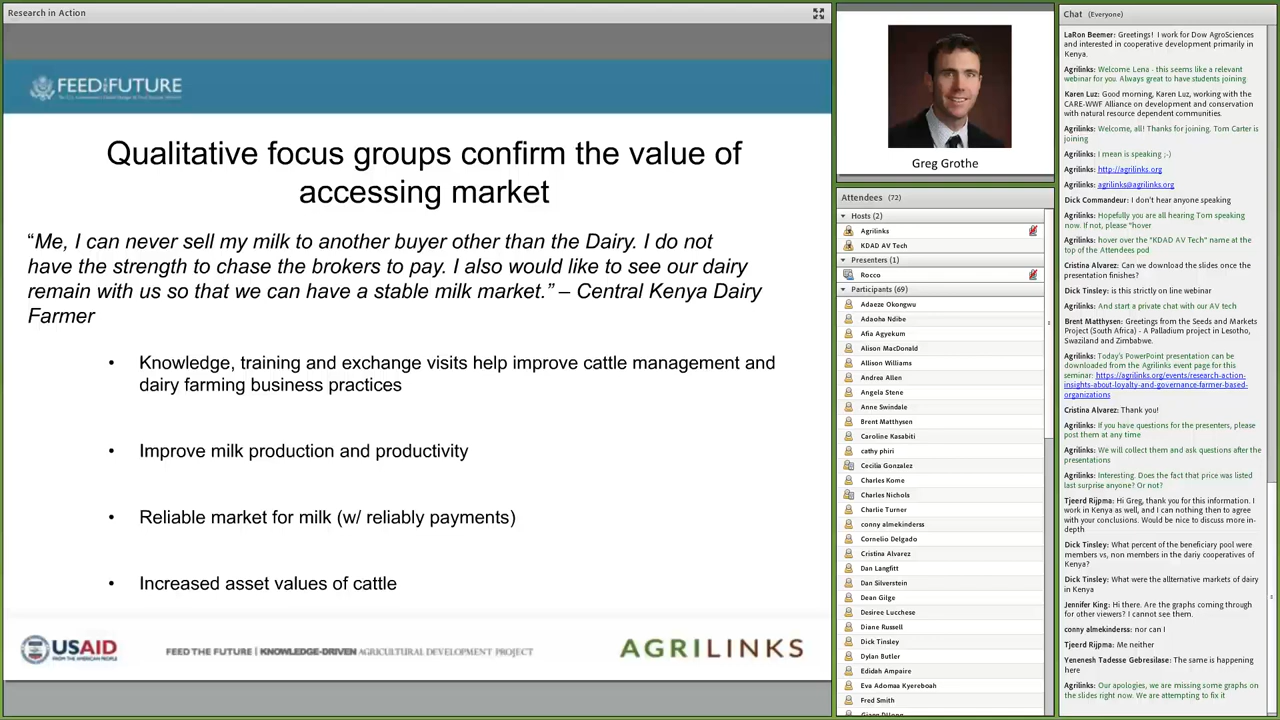 Research in Action
FEED THE FUTURE
Qualitative focus groups confirm the value of
accessing market
“Me, I can never sell my milk to another buyer other than the Dairy. I do not
have the strength to chase the brokers to pay. I also would like to see our dairy
remain with us so that we can have a stable milk market.” – Central Kenya Dairy
Farmer
• Knowledge, training and exchange visits help improve cattle management and
dairy farming business practices
• Improve milk production and productivity
• Reliable market for milk (w/ reliably payments)
• Increased asset values of cattle
USAID
FROM THE AMERICAN PEOPLE
FEED THE FUTURE | KNOWLEDGE-DRIVEN AGRICULTURAL DEVELOPMENT PROJECT
AGRILINKS
Greg Grothe
Attendees (72)
Hosts (2)
Agrilinks
KDAD AV Tech
Presenters (1)
Rocco
Participants (69)
Adaeze Okongwu
Adaoha Ndibe
Afia Agyekum
Alison MacDonald
Allison Williams
Andrea Allen
Angela Stene
Anne Swindale
Brent Matthysen
Caroline Kasabiti
cathy phiri
Cecilia Gonzalez
Charles Kome
Charles Nichols
Charlie Turner
conny almekinderss
Cornelio Delgado
Cristina Alvarez
Dan Langfitt
Dan Silverstein
Dean Gilge
Desiree Lucchese
Diane Russell
Dick Tinsley
Dylan Butler
Edidah Ampaire
Eva Adomaa Kyereboah
Fred Smith
Chat (Everyone)
LaRon Beemer: Greetings! I work for Dow AgroSciences
and interested in cooperative development primarily in
Kenya.
Agrilinks: Welcome Lena - this seems like a relevant
webinar for you. Always great to have students joining
Karen Luz: Good morning, Karen Luz, working with the
CARE-WWF Alliance on development and conservation
with natural resource dependent communities.
Agrilinks: Welcome, all! Thanks for joining. Tom Carter is
joining
Agrilinks: I mean is speaking ;-)
Agrilinks: http://agrilinks.org
Agrilinks: agrilinks@agrilinks.org
Dick Commandeur: I don't hear anyone speaking
Agrilinks: Hopefully you are all hearing Tom speaking
now. If not, please "hover
Agrilinks: hover over the "KDAD AV Tech" name at the
top of the Attendees pod
Cristina Alvarez: Can we download the slides once the
presentation finishes?
Dick Tinsley: is this strictly on line webinar
Agrilinks: And start a private chat with our AV tech
Brent Matthysen: Greetings from the Seeds and Markets
Project (South Africa) - A Palladium project in Lesotho,
Swaziland and Zimbabwe.
Agrilinks: Today's PowerPoint presentation can be
downloaded from the Agrilinks event page for this
seminar: https://agrilinks.org/events/research-action-
insights-about-loyalty-and-governance-farmer-based-
organizations
Cristina Alvarez: Thank you!
Agrilinks: If you have questions for the presenters, please
post them at any time
Agrilinks: We will collect them and ask questions after the
presentations
Agrilinks: Interesting. Does the fact that price was listed
last surprise anyone? Or not?
Tjeerd Rijpma: Hi Greg, thank you for this information. I
work in Kenya as well, and I can nothing then to agree
with your conclusions. Would be nice to discuss more in-
depth
Dick Tinsley: What percent of the beneficiary pool were
members vs, non members in the dariy cooperatives of
Kenya?
Dick Tinsley: What were the allternative markets of dairy
in Kenya
Jennifer King: Hi there. Are the graphs coming through
for other viewers? I cannot see them.
conny almekinderss: nor can I
Tjeerd Rijpma: Me neither
Yenenesh Tadesse Gebresilase: The same is happening
here
Agrilinks: Our apologies, we are missing some graphs on
the slides right now. We are attempting to fix it